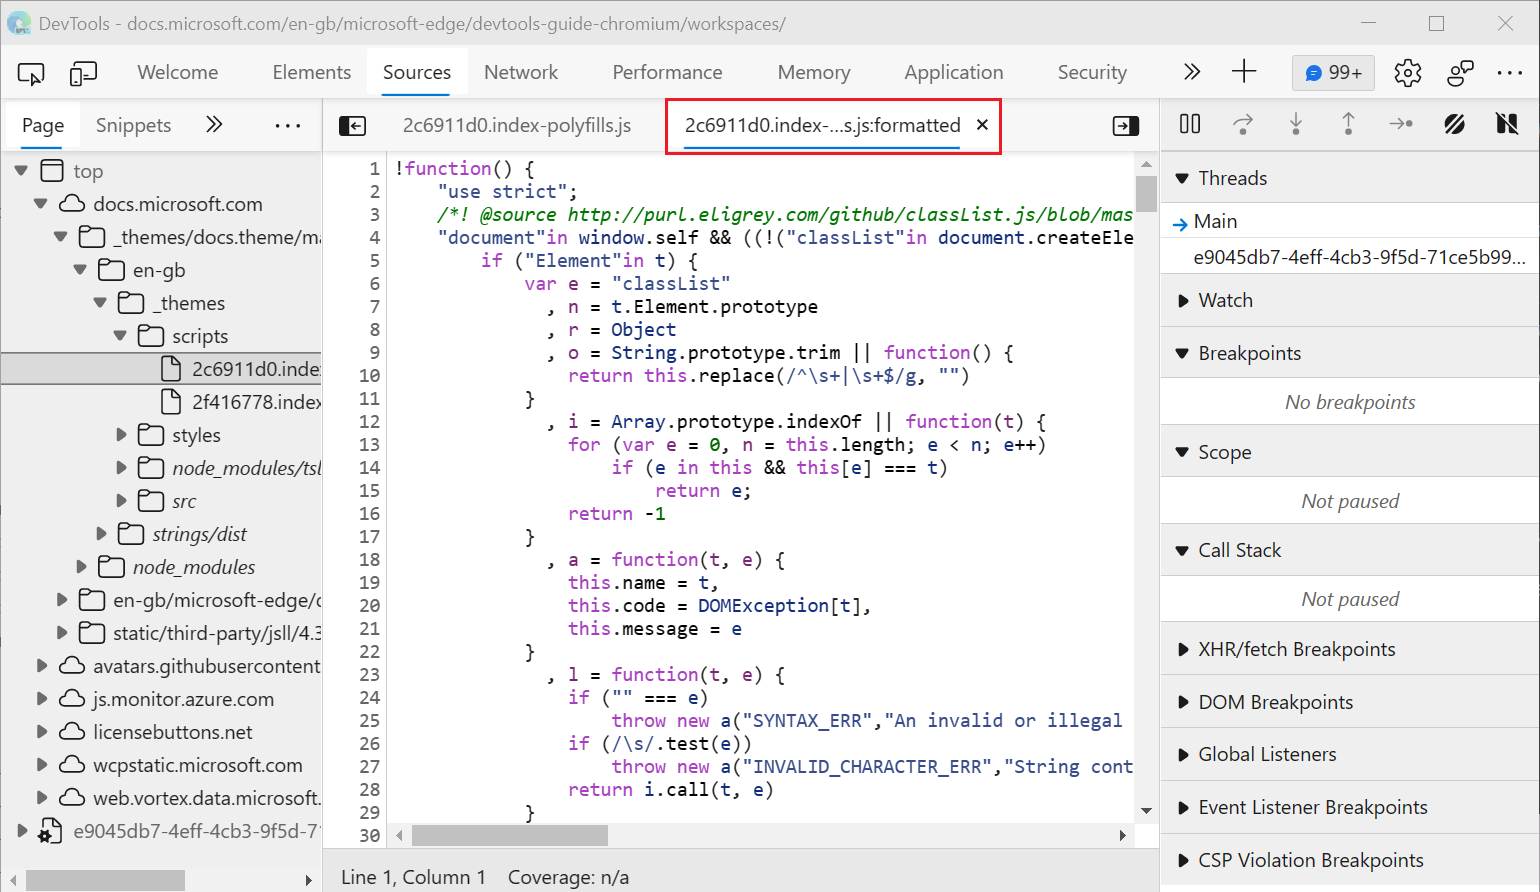 DevTools - docs.microsoft.com/en-gb/microsoft-edge/devtools-guide-chromium/workspaces/
Welcome Elements Sources Network Performance Memory Application Security 99+
Page Snippets
top
docs.microsoft.com
_themes/docs.theme/ma
en-gb
_themes
scripts
2c6911d0.index
2f416778.index
styles
node_modules/tsl
src
strings/dist
node_modules
en-gb/microsoft-edge/d
static/third-party/jsll/4.3
avatars.githubusercontent
js.monitor.azure.com
licensebuttons.net
wcpstatic.microsoft.com
web.vortex.data.microsoft.
e9045db7-4eff-4cb3-9f5d-71
2c6911d0.index-polyfills.js 2c6911d0.index-...s.js:formatted
1 !function() {
2 "use strict";
3 /*! @source http://purl.eligrey.com/github/classList.js/blob/mas
4 "document"in window.self && ((!("classList"in document.createEle
5 if ("Element"in t) {
6 var e = "classList"
7 , n = t.Element.prototype
8 , r = Object
9 , o = String.prototype.trim || function() {
10 return this.replace(/^\s+|\s+$/g, "")
11 }
12 , i = Array.prototype.indexOf || function(t) {
13 for (var e = 0, n = this.length; e < n; e++)
14 if (e in this && this[e] === t)
15 return e;
16 return -1
17 }
18 , a = function(t, e) {
19 this.name = t,
20 this.code = DOMException[t],
21 this.message = e
22 }
23 , l = function(t, e) {
24 if ("" === e)
25 throw new a("SYNTAX_ERR","An invalid or illegal
26 if (/\s/.test(e))
27 throw new a("INVALID_CHARACTER_ERR","String cont
28 return i.call(t, e)
29 }
30
Line 1, Column 1 Coverage: n/a
Threads
Main
e9045db7-4eff-4cb3-9f5d-71ce5b99...
Watch
Breakpoints
No breakpoints
Scope
Not paused
Call Stack
Not paused
XHR/fetch Breakpoints
DOM Breakpoints
Global Listeners
Event Listener Breakpoints
CSP Violation Breakpoints